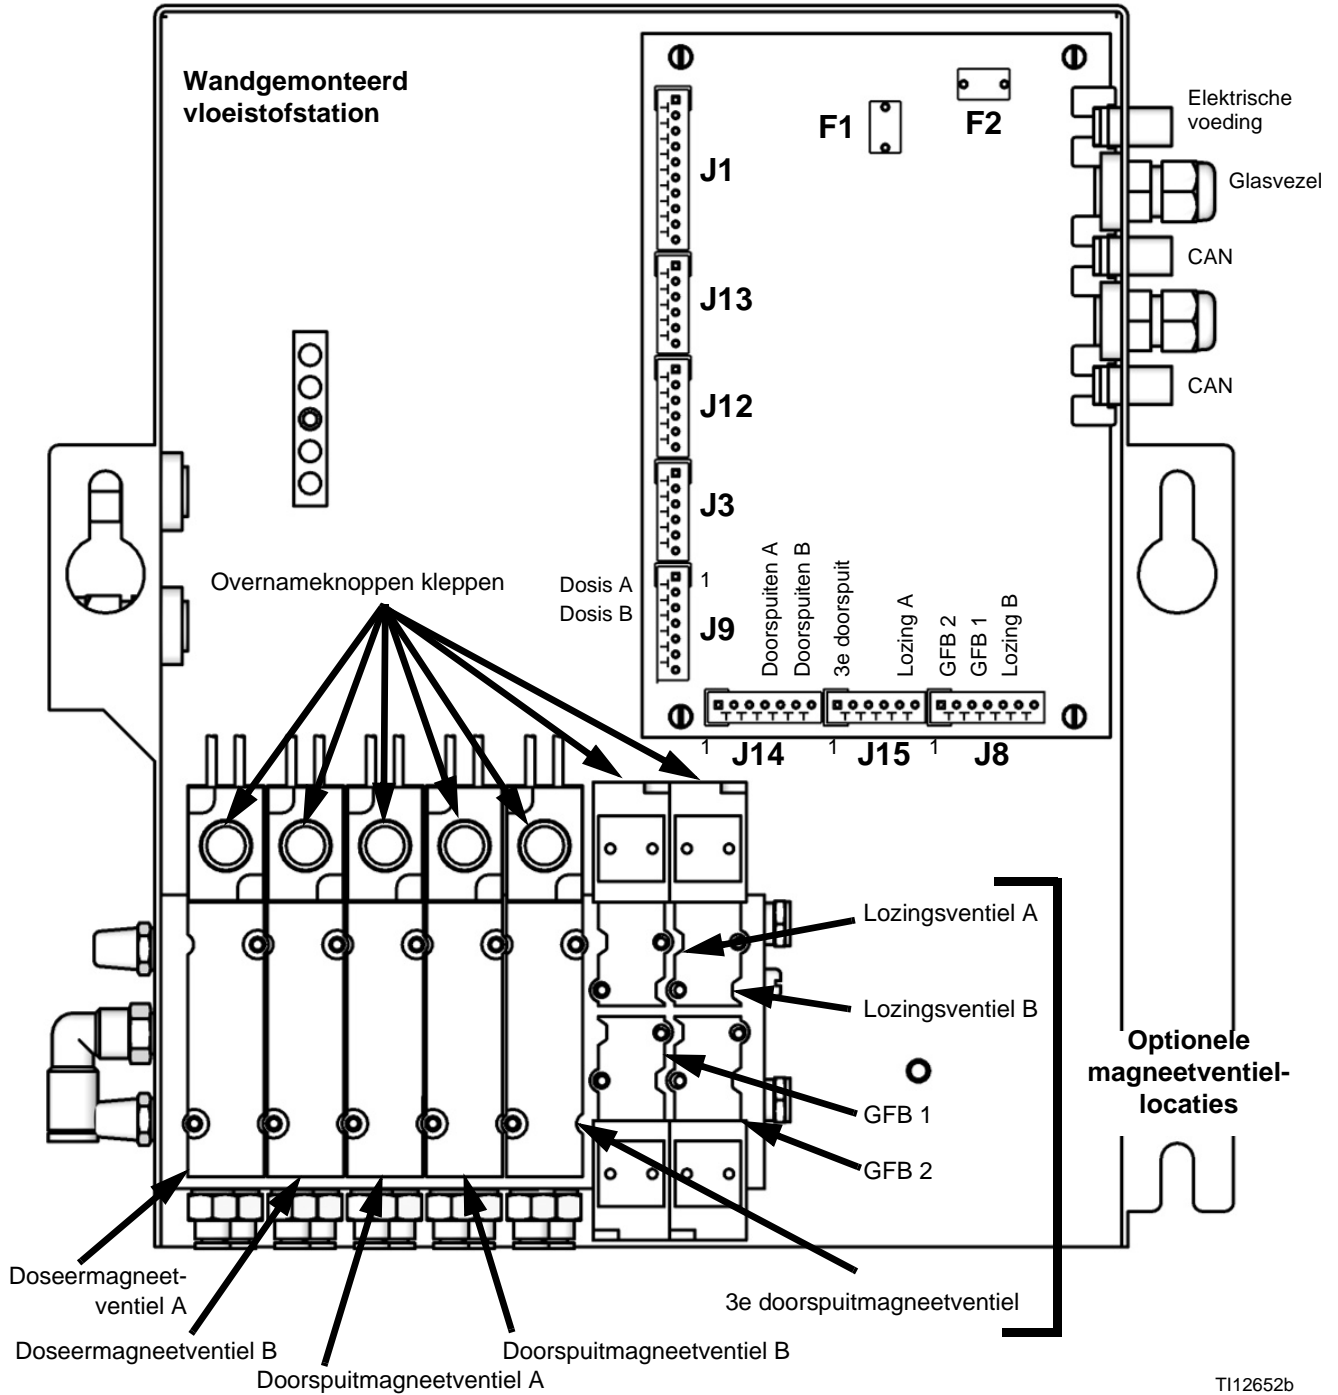 Wandgemonteerd
vloeistofstation
F1
F2
Elektrische
voeding
Glasvezel
CAN
CAN
J1
J13
J12
J3
J9
Dosis A
Dosis B
1
Overnameknoppen kleppen
Doorspuiten A
Doorspuiten B
3e doorspuit
Lozing A
GFB 2
GFB 1
Lozing B
1
J14
1
J15
1
J8
Lozingsventiel A
Lozingsventiel B
GFB 1
GFB 2
Optionele
magneetventiel-
locaties
Doseermagneet-
ventiel A
3e doorspuitmagneetventiel
Doseermagneetventiel B
Doorspuitmagneetventiel B
Doorspuitmagneetventiel A
TI12652b